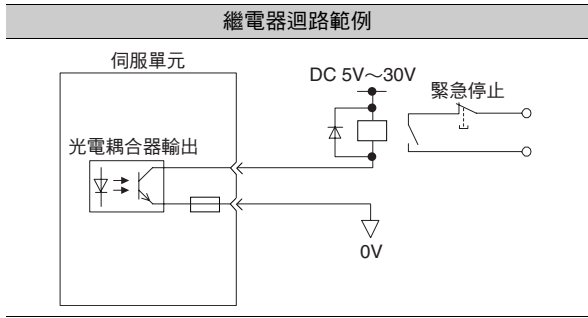 繼電器迴路範例
伺服單元
DC 5V～30V
緊急停止
光電耦合器輸出
0V